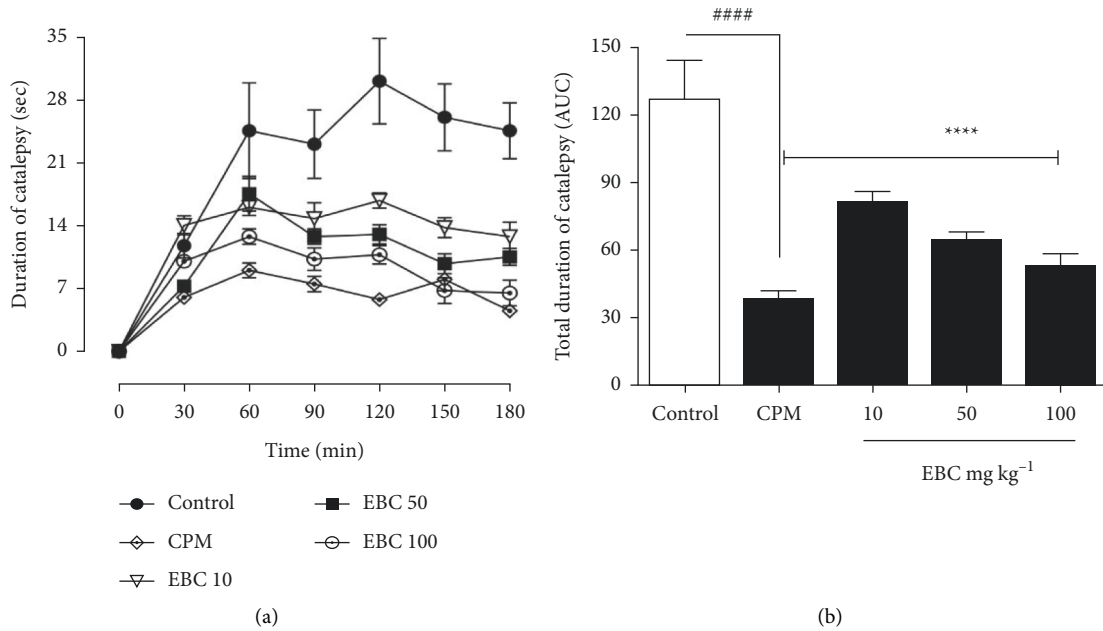 35
28
21
14
7
0
Duration of catalepsy (sec)
0 30 60 90 120 150 180
Time (min)
Control
CPM
EBC 10
EBC 50
EBC 100
(a)
####
****
150
120
90
60
30
0
Total duration of catalepsy (AUC)
Control CPM 10 50 100
EBC mg kg⁻¹
(b)